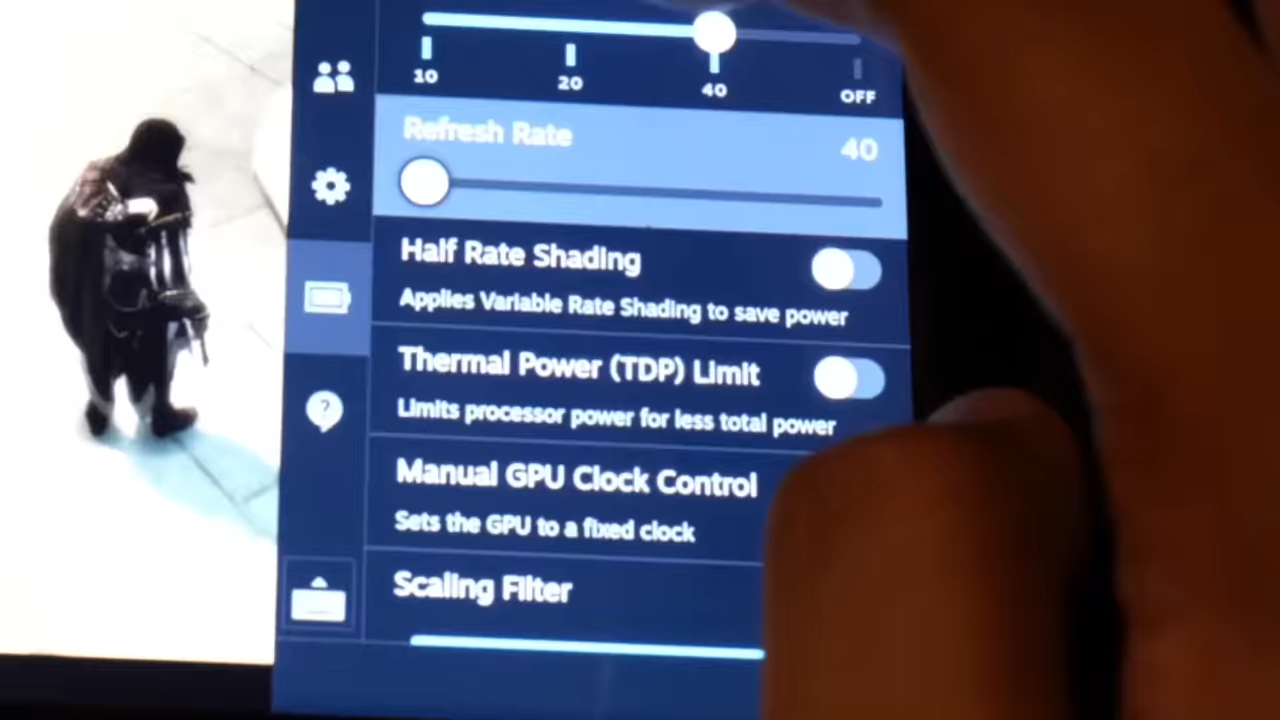 10 20 40 OFF
Refresh Rate 40
Half Rate Shading
Applies Variable Rate Shading to save power
Thermal Power (TDP) Limit
Limits processor power for less total power
Manual GPU Clock Control
Sets the GPU to a fixed clock
Scaling Filter
?